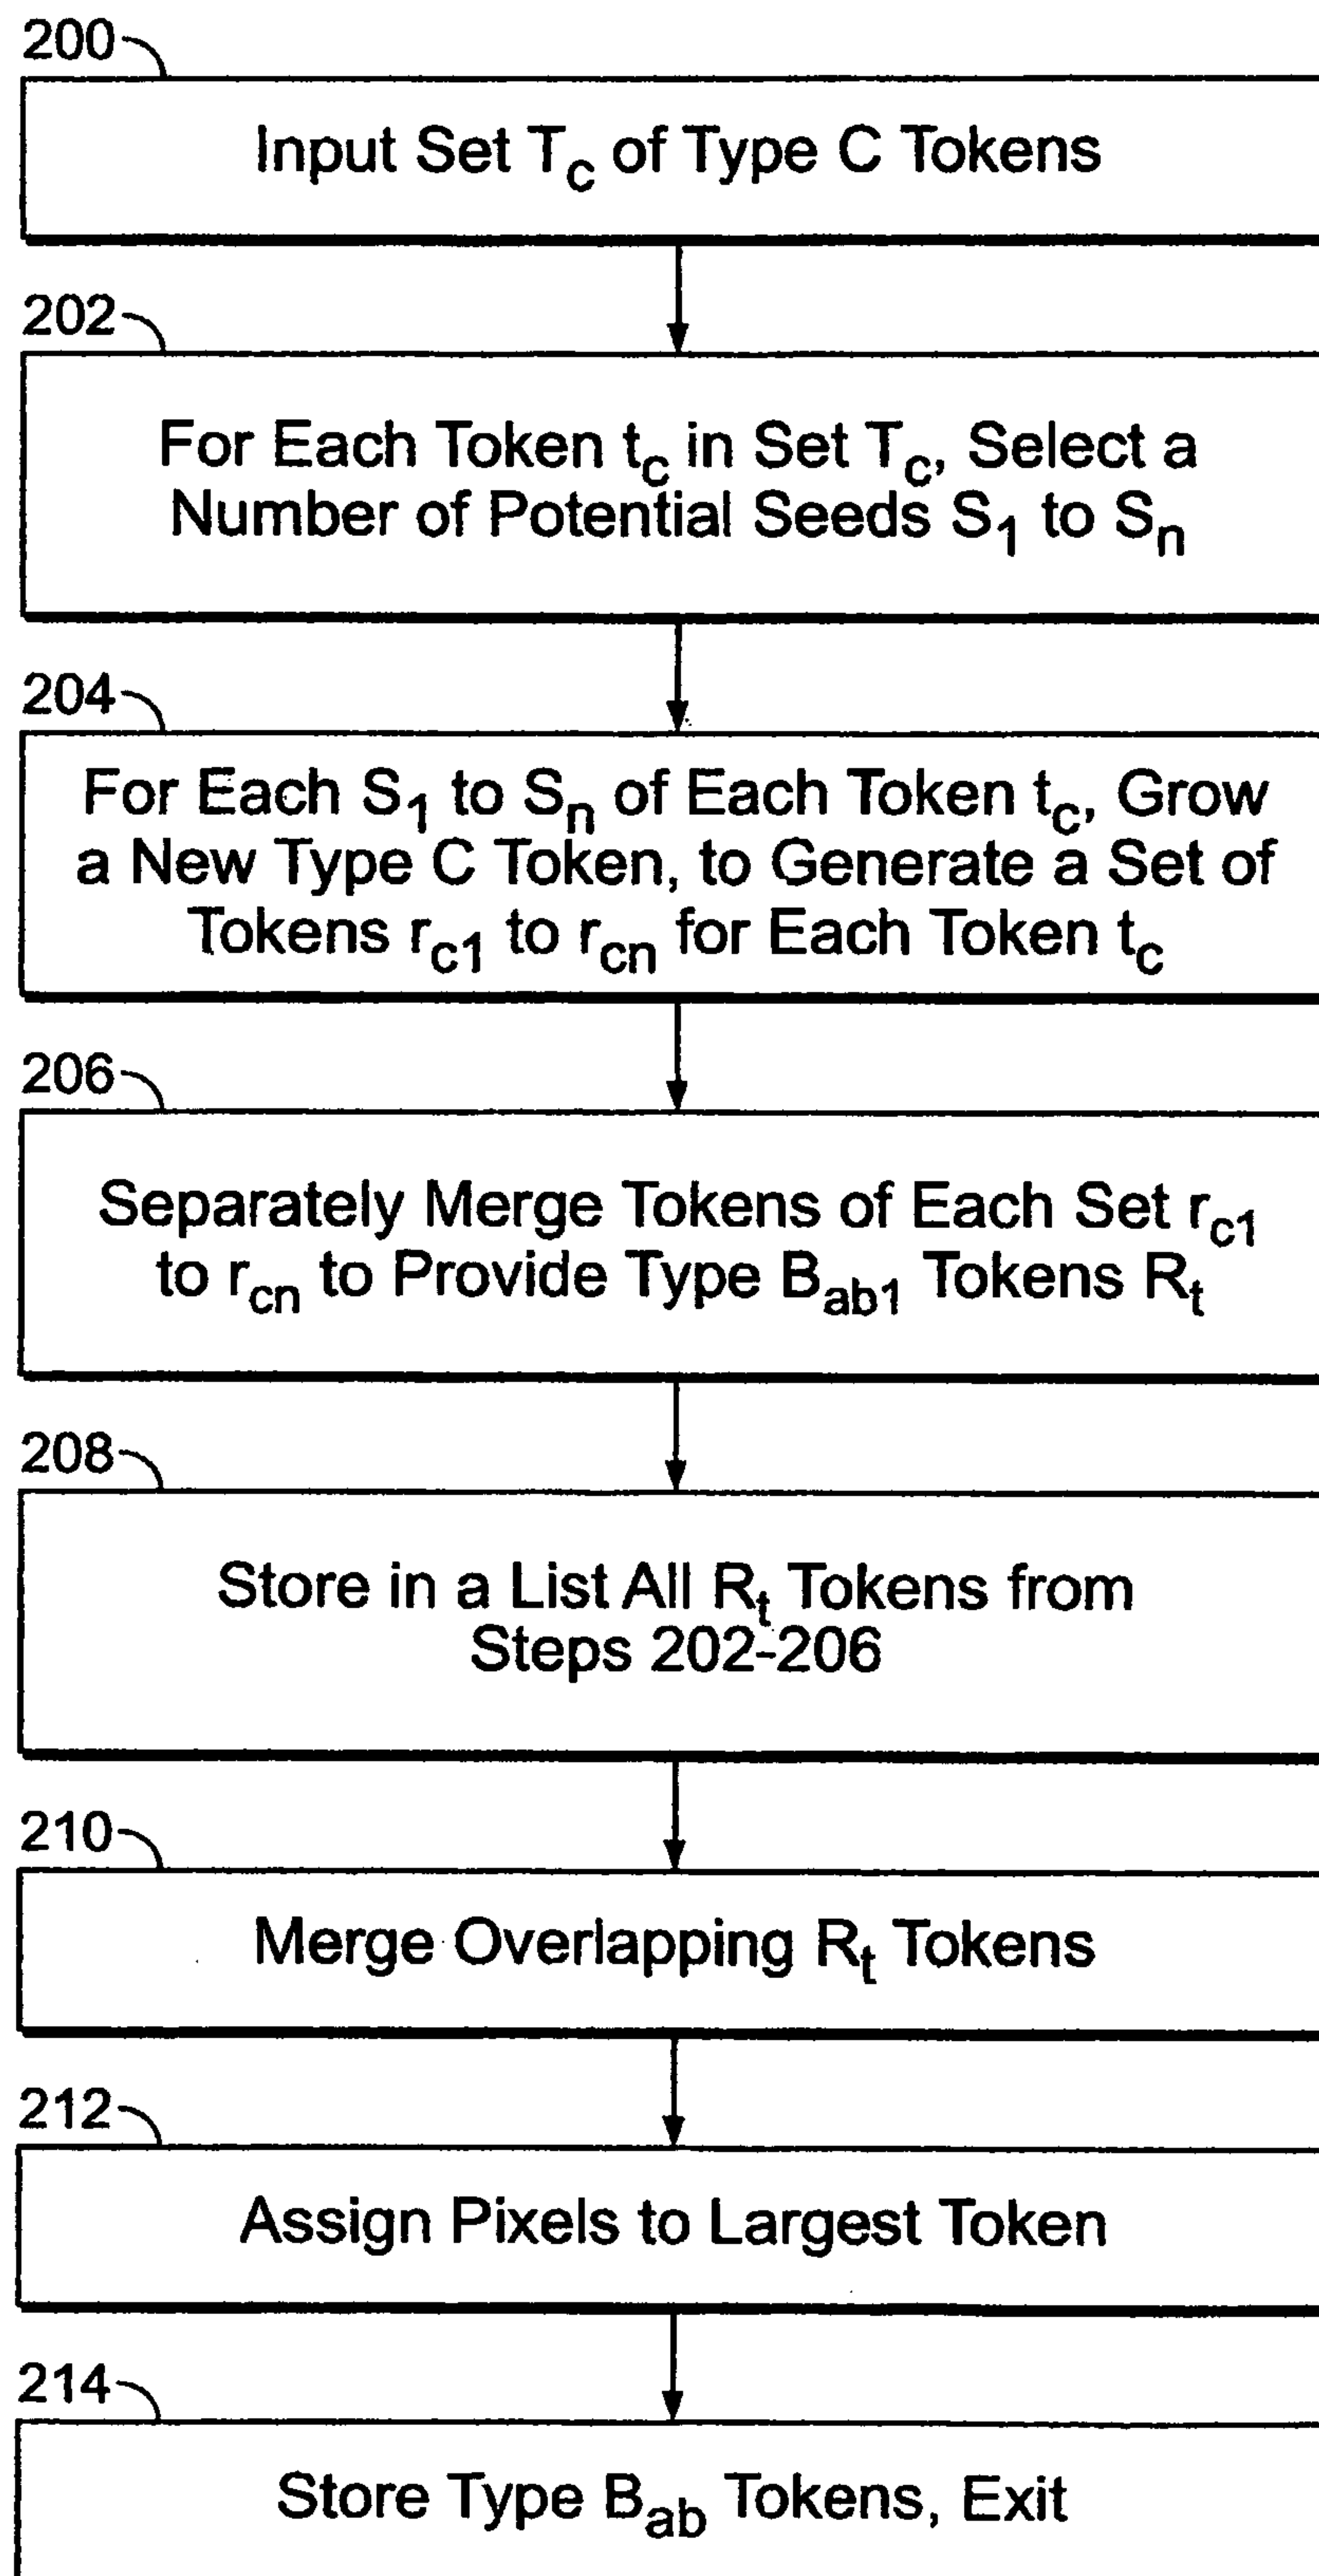 200
Input Set Tc of Type C Tokens
202
For Each Token tc in Set Tc, Select a
Number of Potential Seeds S1 to Sn
204
For Each S1 to Sn of Each Token tc, Grow
a New Type C Token, to Generate a Set of
Tokens rc1 to rcn for Each Token tc
206
Separately Merge Tokens of Each Set rc1
to rcn to Provide Type Bab1 Tokens Rt
208
Store in a List All Rt Tokens from
Steps 202-206
210
Merge Overlapping Rt Tokens
212
Assign Pixels to Largest Token
214
Store Type Bab Tokens, Exit